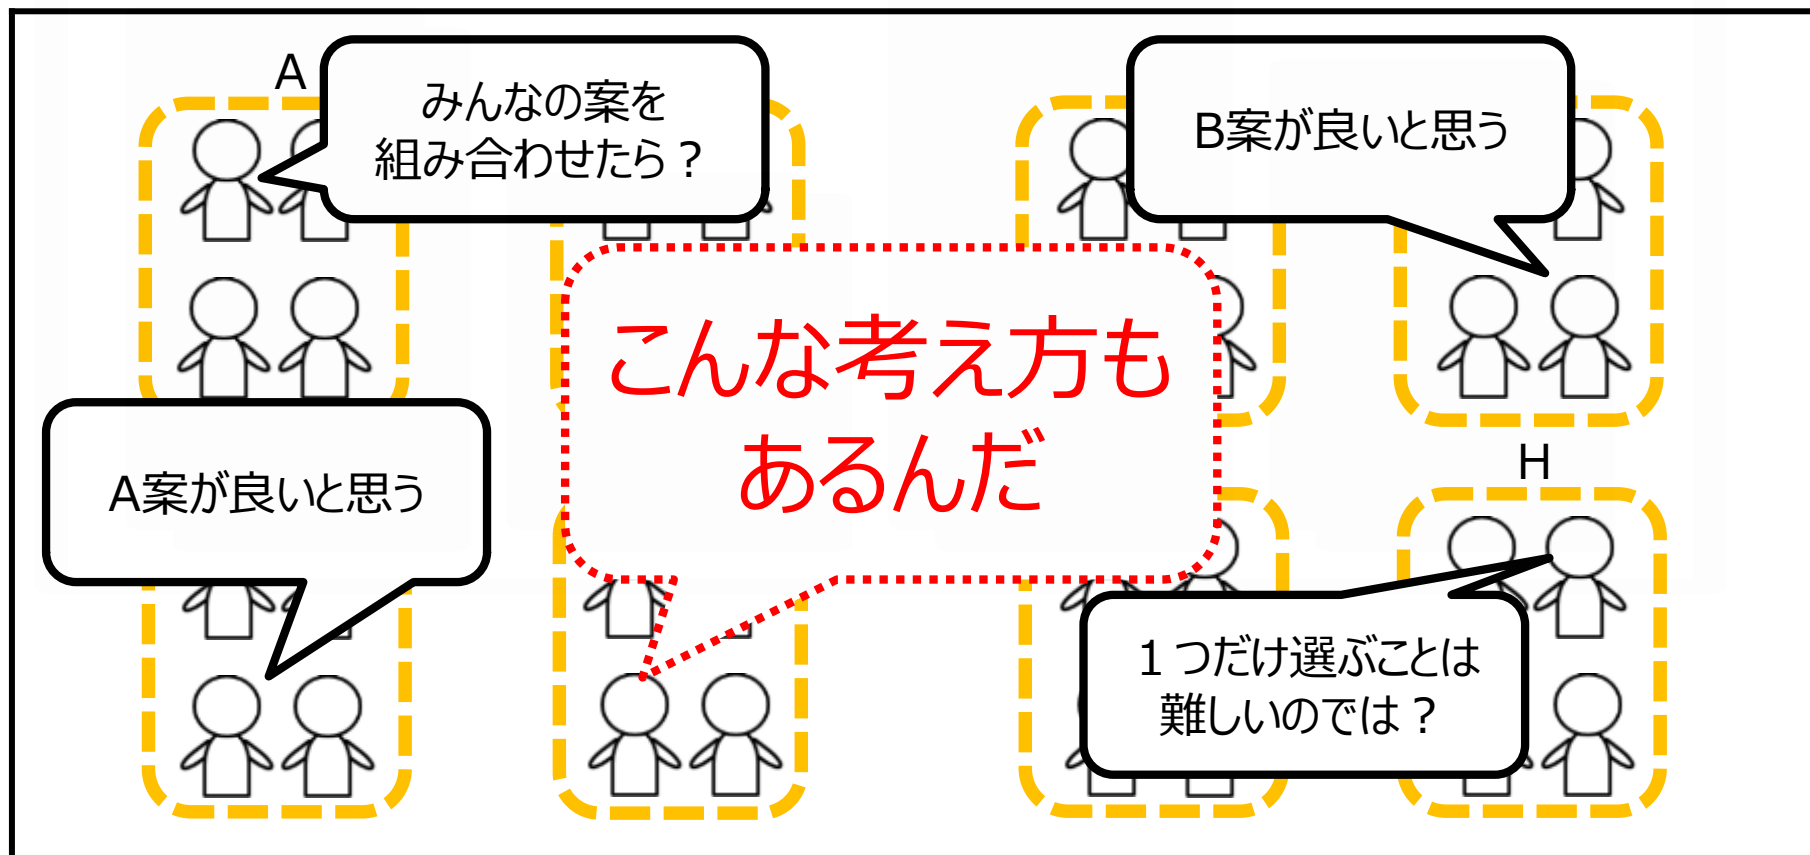 A
みんなの案を
組み合わせたら？
B案が良いと思う
こんな考え方も
あるんだ
A案が良いと思う
H
１つだけ選ぶことは
難しいのでは？